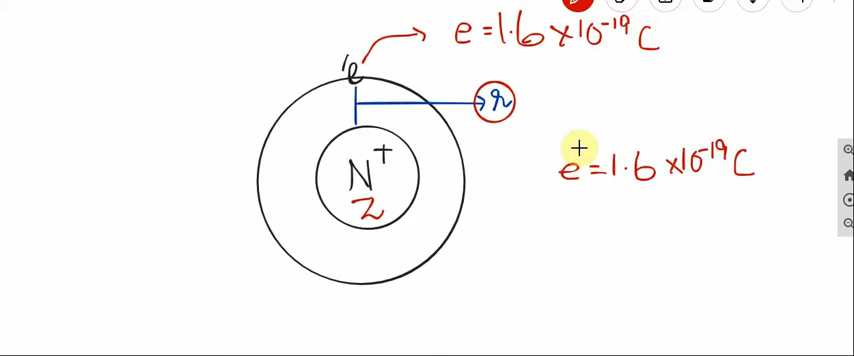 e = 1.6 × 10⁻¹⁹ C
'e
r
e = 1.6 × 10⁻¹⁹ C
N⁺
Z